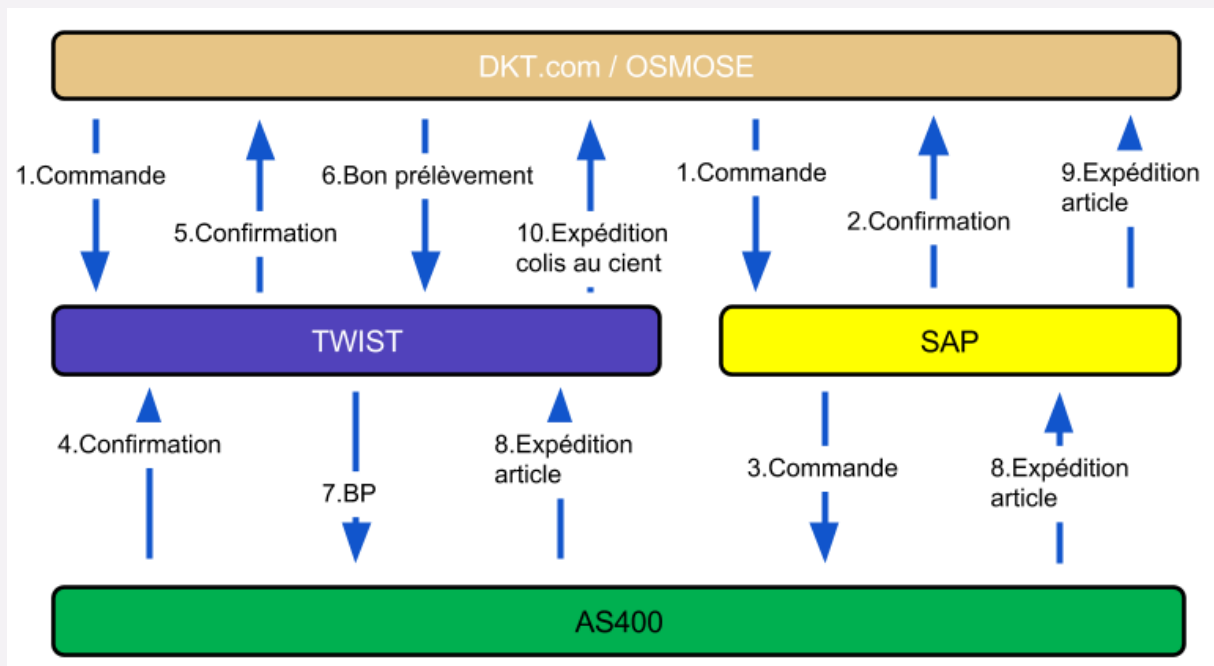 DKT.com / OSMOSE
1.Commande
5.Confirmation
6.Bon prélèvement
10.Expédition
colis au cient
1.Commande
2.Confirmation
9.Expédition
article
TWIST
SAP
4.Confirmation
7.BP
8.Expédition
article
3.Commande
8.Expédition
article
AS400